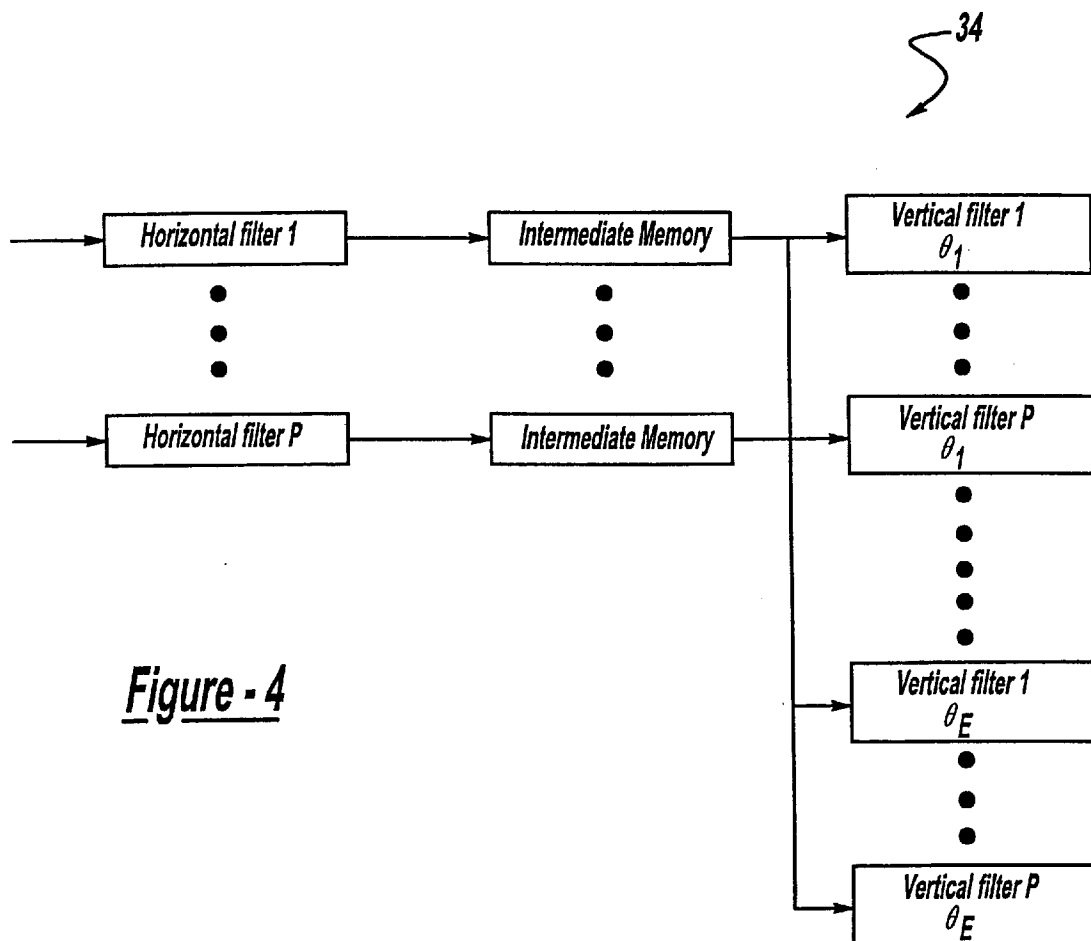 34
Horizontal filter 1
Intermediate Memory
Vertical filter 1
θ1
Horizontal filter P
Intermediate Memory
Vertical filter P
θ1
Vertical filter 1
θE
Figure - 4
Vertical filter P
θE